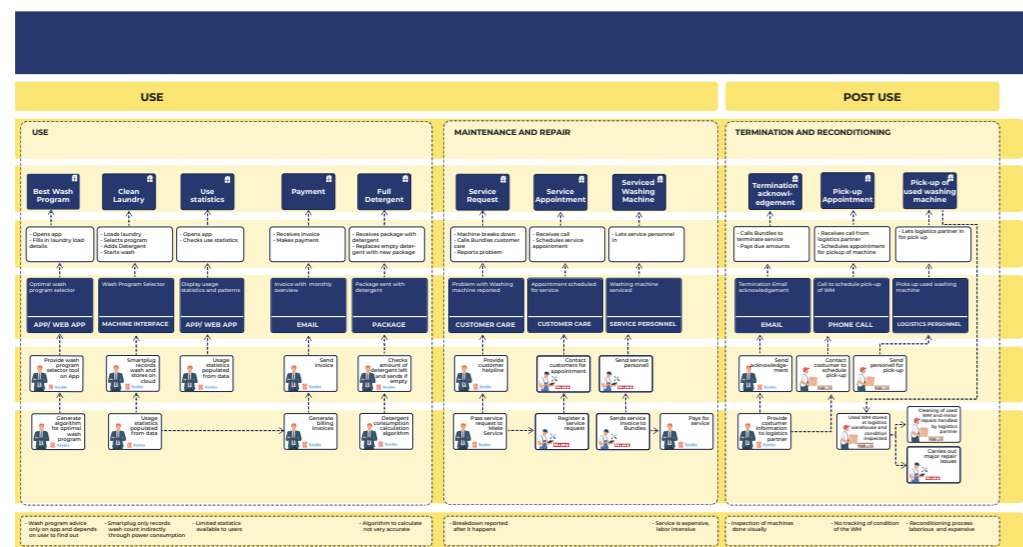 USE
POST USE
USE
MAINTENANCE AND REPAIR
TERMINATION AND RECONDITIONING
Best Wash
Program
Clean
Laundry
Use
statistics
Payment
Full
Detergent
Service
Request
Service
Appointment
Serviced
Washing
Machine
Termination
acknowl-
edgement
Pick-up
Appointment
Pick-up of
used washing
machine
- Opens app
- Fills in laundry load
details
- Loads laundry
- Selects program
- Adds Detergent
- Starts wash
- Opens app
- Checks use statistics
- Receives invoice
- Makes payment
- Receives package with
detergent
- Replaces empty deter-
gent with new package
- Machine breaks down
- Calls Bundles customer
care
- Reports problem
- Receives call
- Schedules service
appointment
- Lets service personnel
in
- Calls Bundles to
terminate service
- Pays due amounts
- Receives call from
logistics partner
- Schedules appointment
for pickup of machine
- Lets logistics partner in
for pick up
Optimal wash
program selector
APP/ WEB APP
Wash Program Selector
MACHINE INTERFACE
Display usage
statistics and patterns
APP/ WEB APP
Invoice with monthly
overview
EMAIL
Package sent with
detergent
PACKAGE
Problem with Washing
machine reported
CUSTOMER CARE
Appointment scheduled
for service
CUSTOMER CARE
Washing machine
serviced
SERVICE PERSONNEL
Termination Email
acknowledgement
EMAIL
Call to schedule pick-up
of WM
PHONE CALL
Picks up used washing
machine
LOGISTICS PERSONNEL
Provide wash
program
selector tool
on App
Smartplug
records
wash and
stores on
cloud
Usage
statistics
populated
from data
Send
invoice
Checks
amount of
detergent left
and sends if
empty
Provide
customer
helpline
Contact
customers for
appointment
Send service
personell
Send
acknowledge-
ment
Contact
costumer to
schedule
pick-up
Send
personell for
pick-up
Generate
algorithm
for optimal
wash
program
Usage
statistics
populated
from data
Generate
billing
invoices
Detergent
consumption
calculation
algorithm
Pass service
request to Miele
Service
Register a
service
request
Sends service
invoice to
Bundles
Pays for
service
Provide
costumer
information
to logistics
partner
Used WM stored
at logistics
warehouse and
condition
inspected
Cleaning of used
WM and minor
repairs handled
by logistics
partner
Carries out
major repair
issues
- Wash program advice
only on app and depends
on user to find out
- Smartplug only records
wash count indirectly
through power consumption
- Limited statistics
available to users
- Algorithm to calculate
not very accurate
- Breakdown reported
after it happens
- Service is expensive,
labor intensive
- Inspection of machines
done visually
- No tracking of condition
of the WM
- Reconditioning process
laborious and expensive